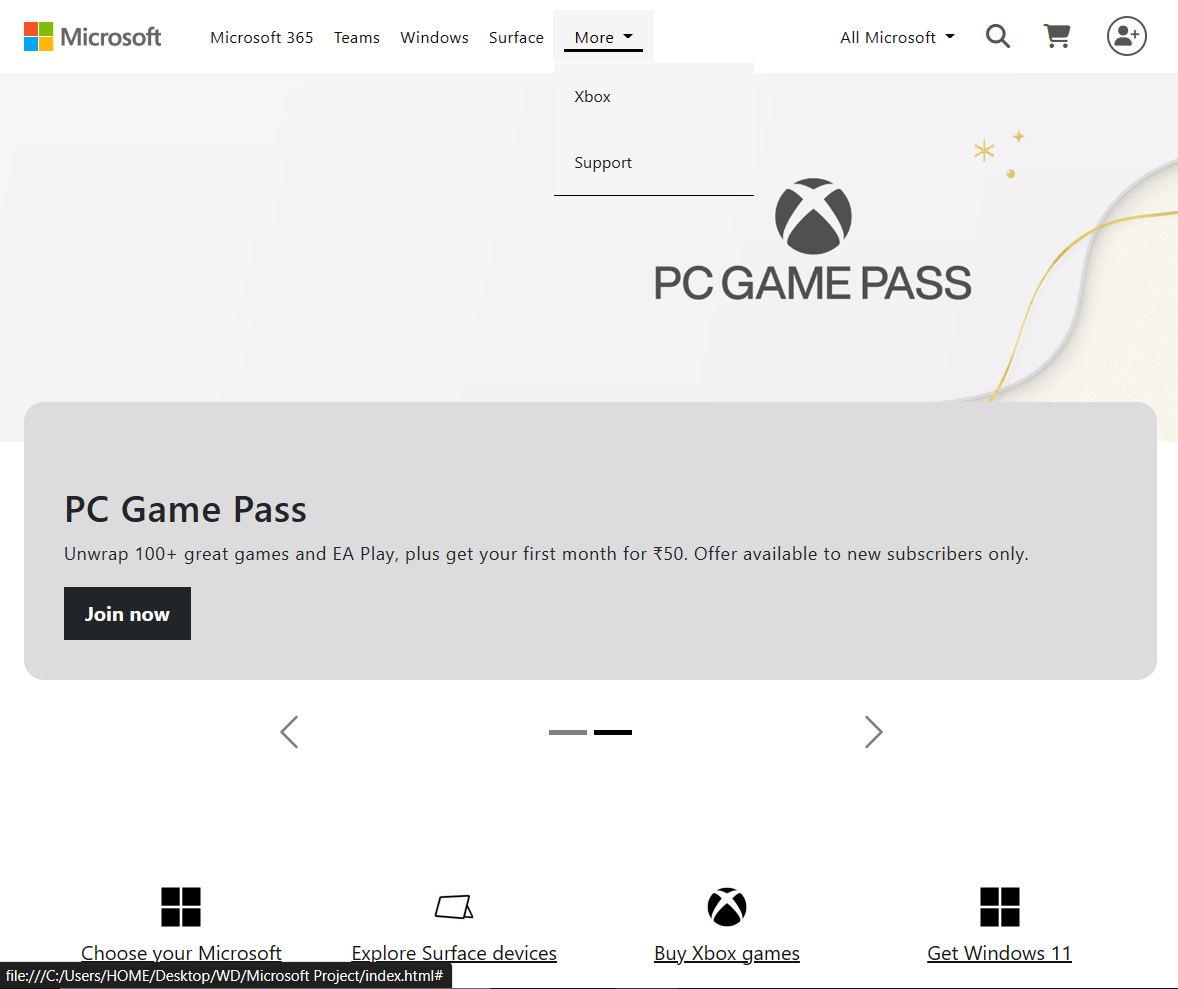 Microsoft
Microsoft 365 Teams Windows Surface More All Microsoft
Xbox
Support
PC GAME PASS
PC Game Pass
Unwrap 100+ great games and EA Play, plus get your first month for ₹50. Offer available to new subscribers only.
Join now
Choose your Microsoft Explore Surface devices Buy Xbox games Get Windows 11
file:///C:/Users/HOME/Desktop/WD/Microsoft Project/index.html#